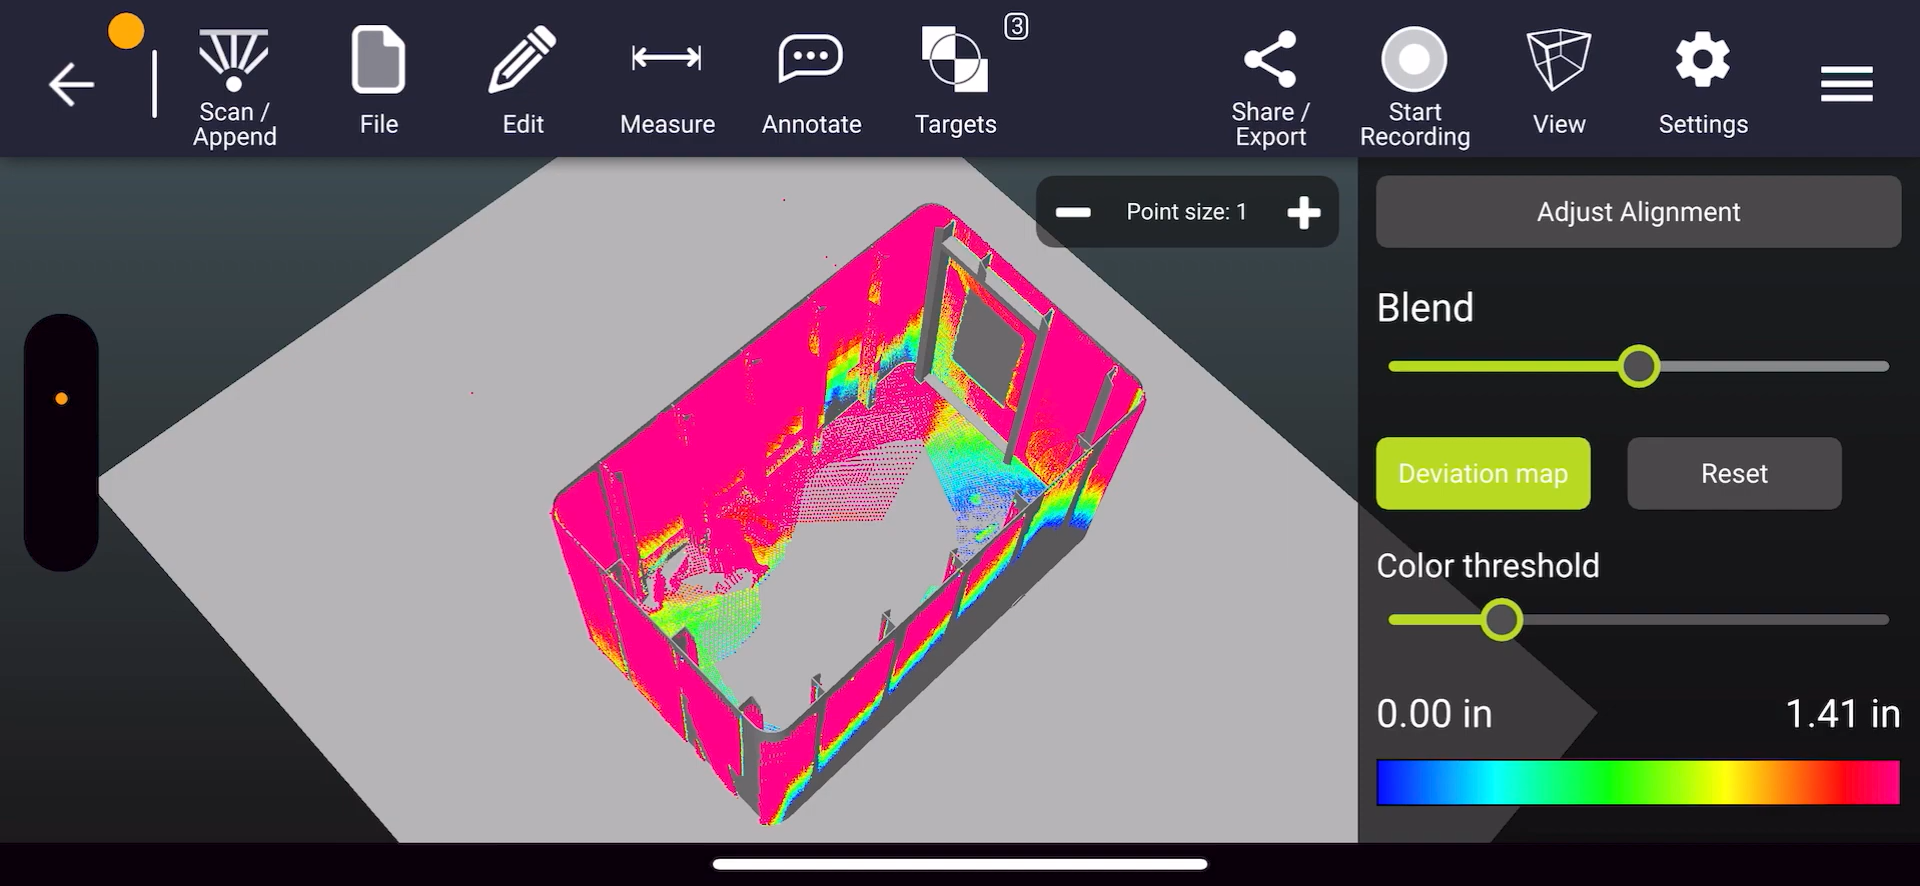 Scan /
Append
File
Edit
Measure
Annotate
Targets
3
Share /
Export
Start
Recording
View
Settings
Point size: 1
Adjust Alignment
Blend
Deviation map
Reset
Color threshold
0.00 in
1.41 in